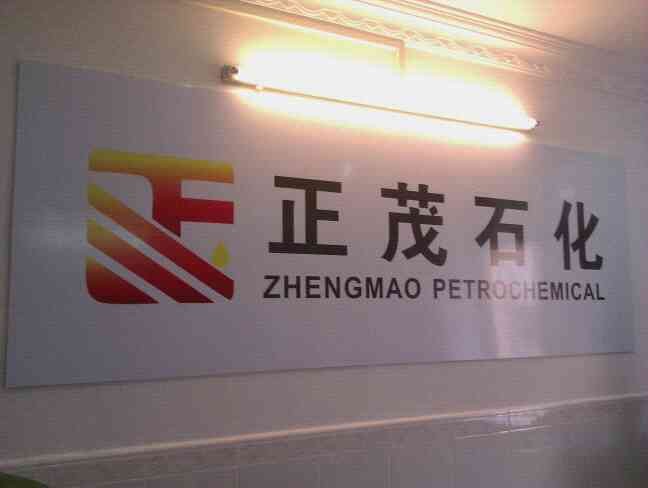 正茂石化
ZHENGMAO PETROCHEMICAL